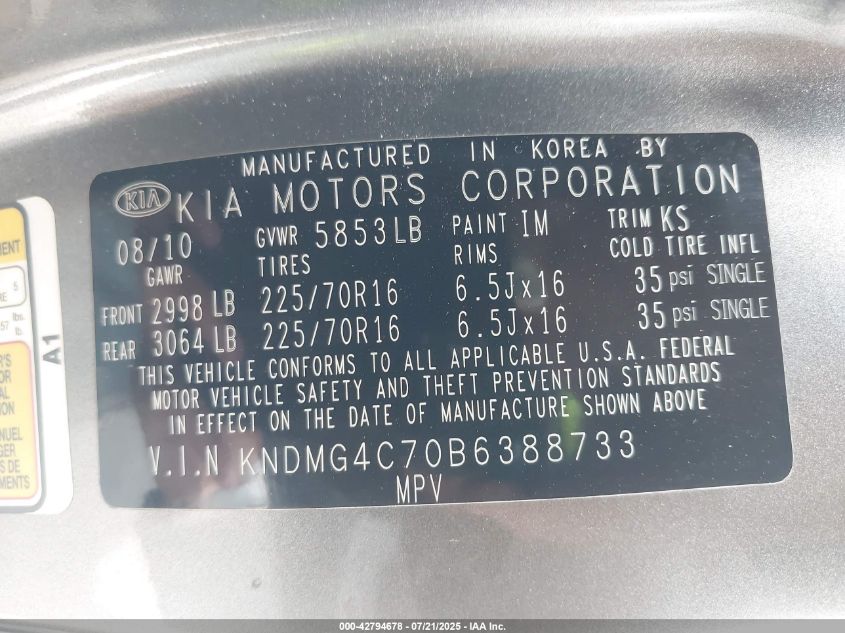 MANUFACTURED IN KOREA BY
KIA KIA MOTORS CORPORATION
08/10 GVWR 5853LB PAINT IM TRIM KS
GAWR TIRES RIMS COLD TIRE INFL
FRONT 2998 LB 225/70R16 6.5Jx16 35 psi SINGLE
REAR 3064 LB 225/70R16 6.5Jx16 35 psi SINGLE
THIS VEHICLE CONFORMS TO ALL APPLICABLE U.S.A. FEDERAL
MOTOR VEHICLE SAFETY AND THEFT PREVENTION STANDARDS
IN EFFECT ON THE DATE OF MANUFACTURE SHOWN ABOVE
V.I.N KNDMG4C70B6388733
MPV
5
lbs.
A1
000-42794678 - 07/21/2025 - IAA Inc.